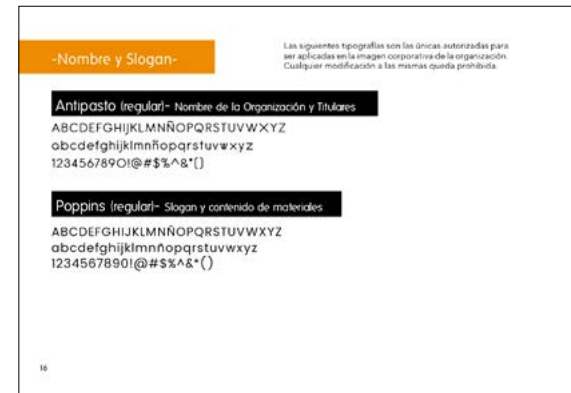 -Nombre y Slogan-
Las siguientes tipografías son las únicas autorizadas para
ser aplicadas en la imagen corporativa de la organización.
Cualquier modificación a las mismas queda prohibida.
Antipasto (regular)- Nombre de la Organización y Titulares
ABCDEFGHIJKLMNÑOPQRSTUVWXYZ
abcdefghijklmnñopqrstuvwxyz
1234567890!@#$%^&*()
Poppins (regular)- Slogan y contenido de materiales
ABCDEFGHIJKLMNÑOPQRSTUVWXYZ
abcdefghijklmnñopqrstuvwxyz
1234567890!@#$%^&*()
16